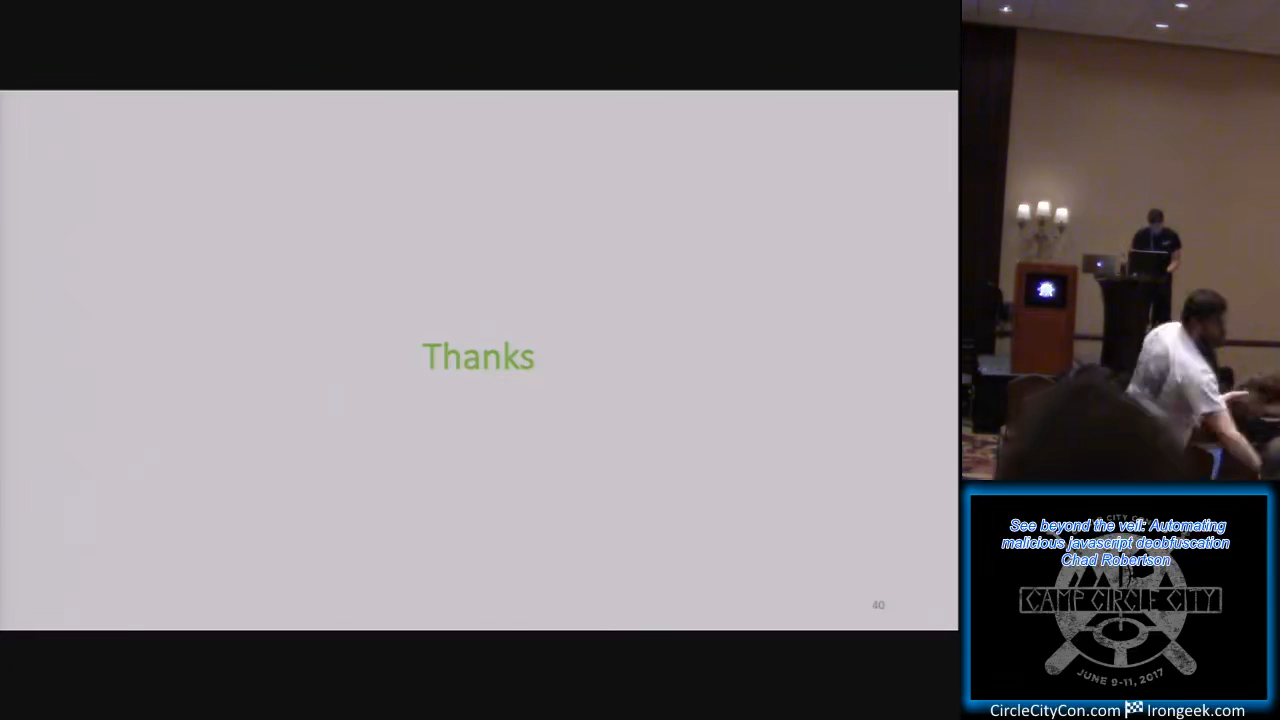 Thanks
40
See beyond the veil: Automating
malicious javascript deobfuscation
Chad Robertson
CAMP CIRCLE CITY
JUNE 9-11, 2017
CircleCityCon.com Irongeek.com